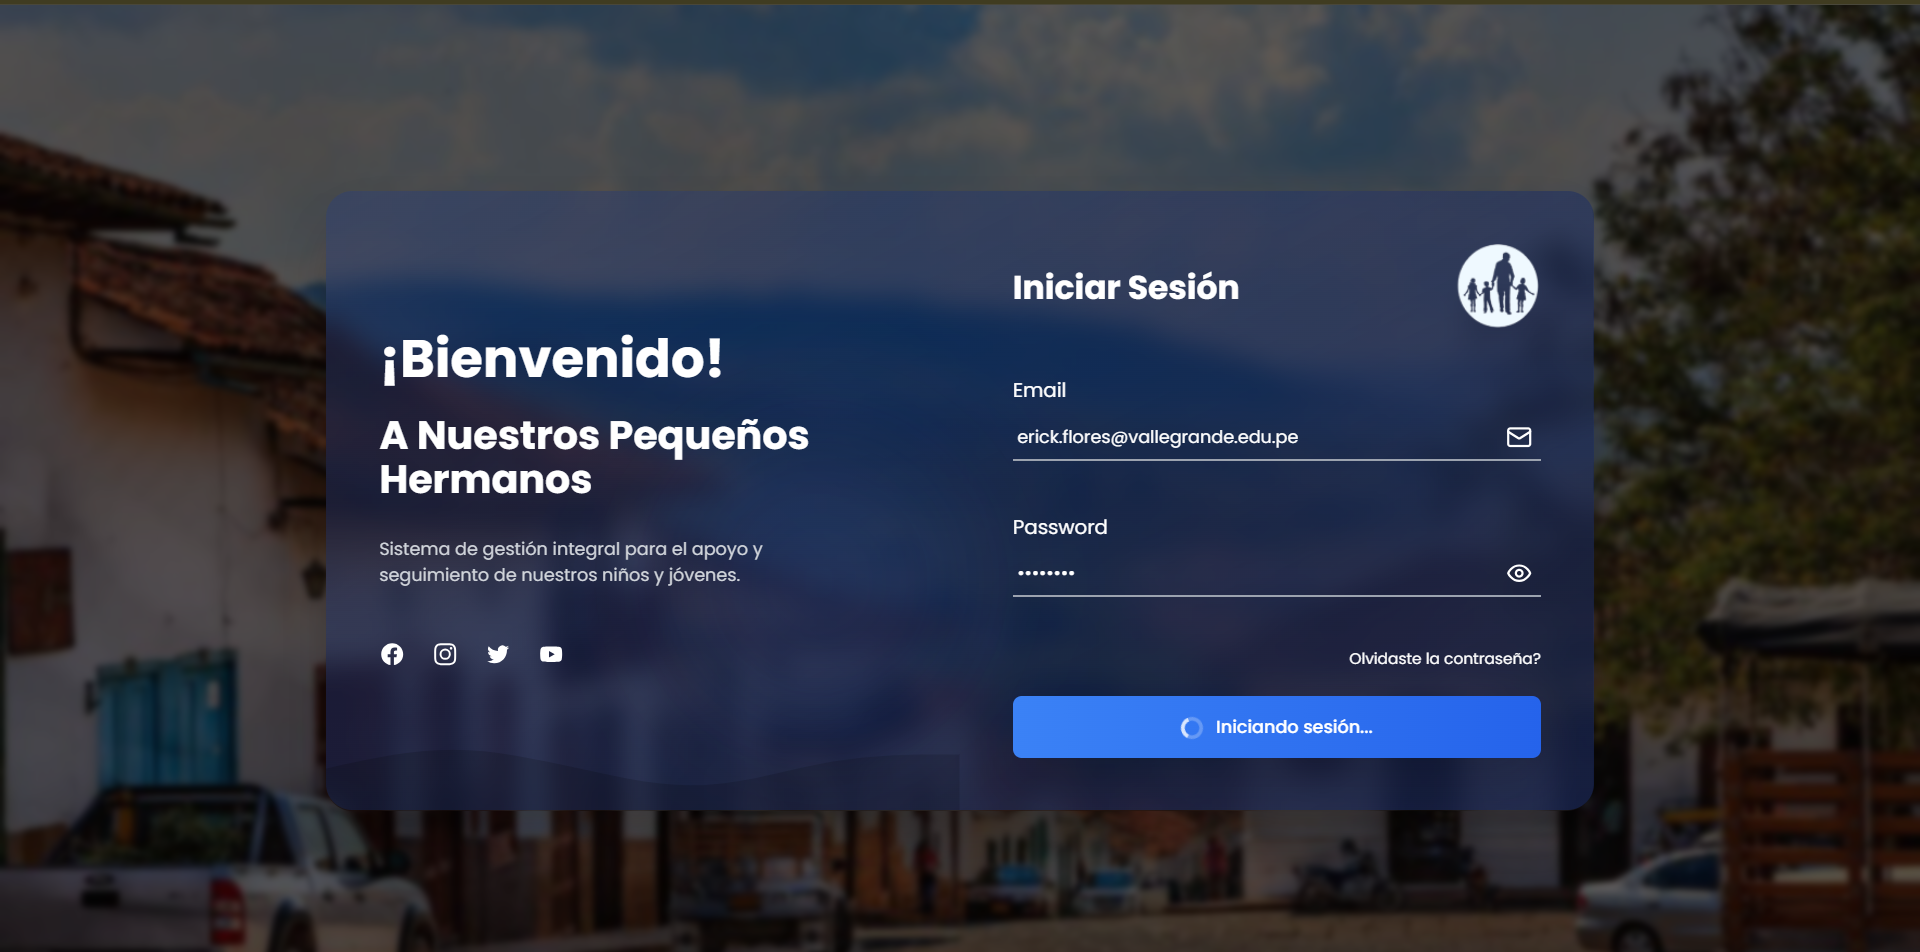 ¡Bienvenido!
A Nuestros Pequeños
Hermanos
Sistema de gestión integral para el apoyo y
seguimiento de nuestros niños y jóvenes.
Iniciar Sesión
Email
erick.flores@vallegrande.edu.pe
Password
••••••••
Olvidaste la contraseña?
Iniciando sesión...